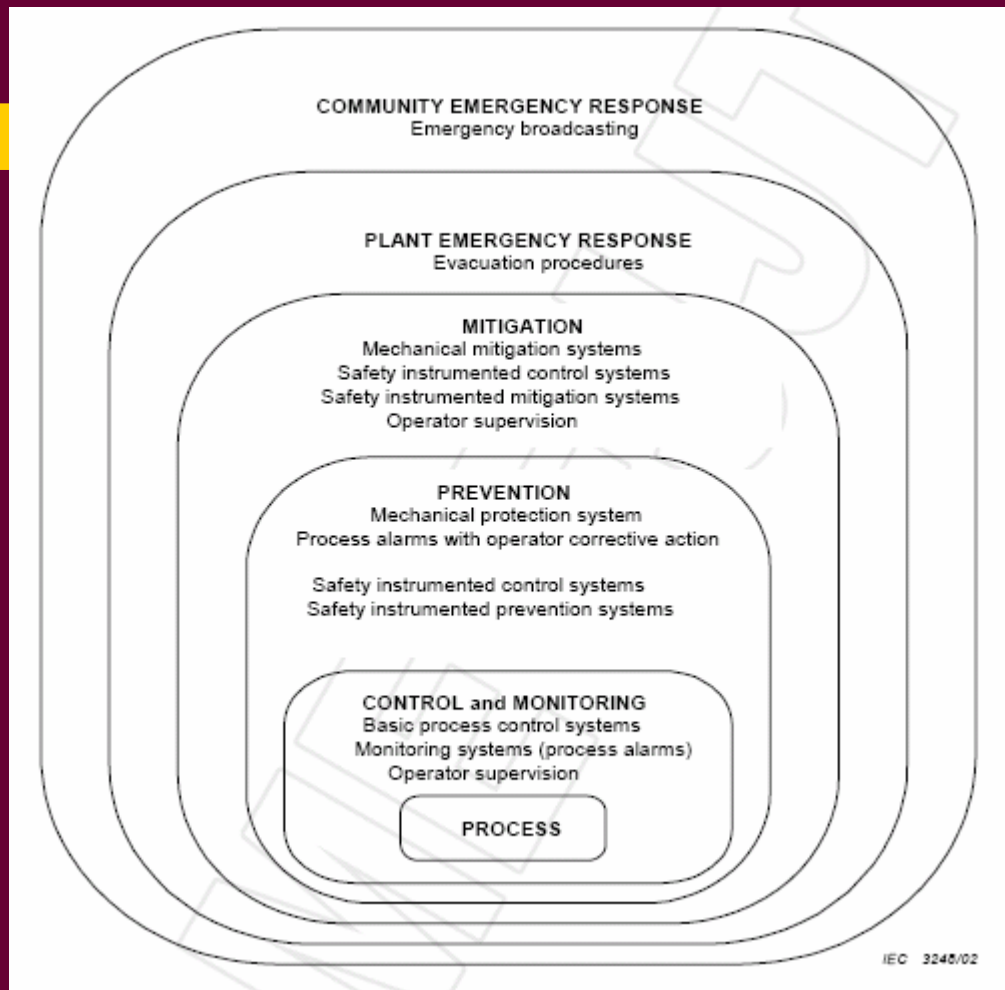 COMMUNITY EMERGENCY RESPONSE
Emergency broadcasting
PLANT EMERGENCY RESPONSE
Evacuation procedures
MITIGATION
Mechanical mitigation systems
Safety instrumented control systems
Safety instrumented mitigation systems
Operator supervision
PREVENTION
Mechanical protection system
Process alarms with operator corrective action
Safety instrumented control systems
Safety instrumented prevention systems
CONTROL and MONITORING
Basic process control systems
Monitoring systems (process alarms)
Operator supervision
PROCESS
IEC 3246/02